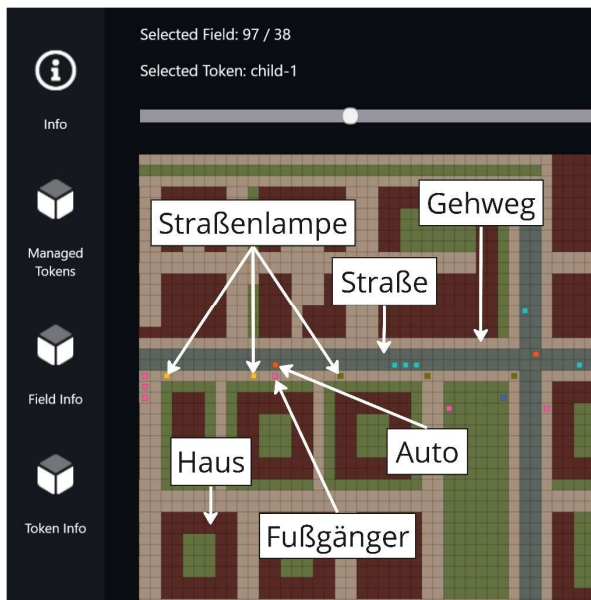 Selected Field: 97 / 38
Selected Token: child-1
Info
Managed
Tokens
Field Info
Token Info
Gehweg
Straßenlampe
Straße
Auto
Haus
Fußgänger